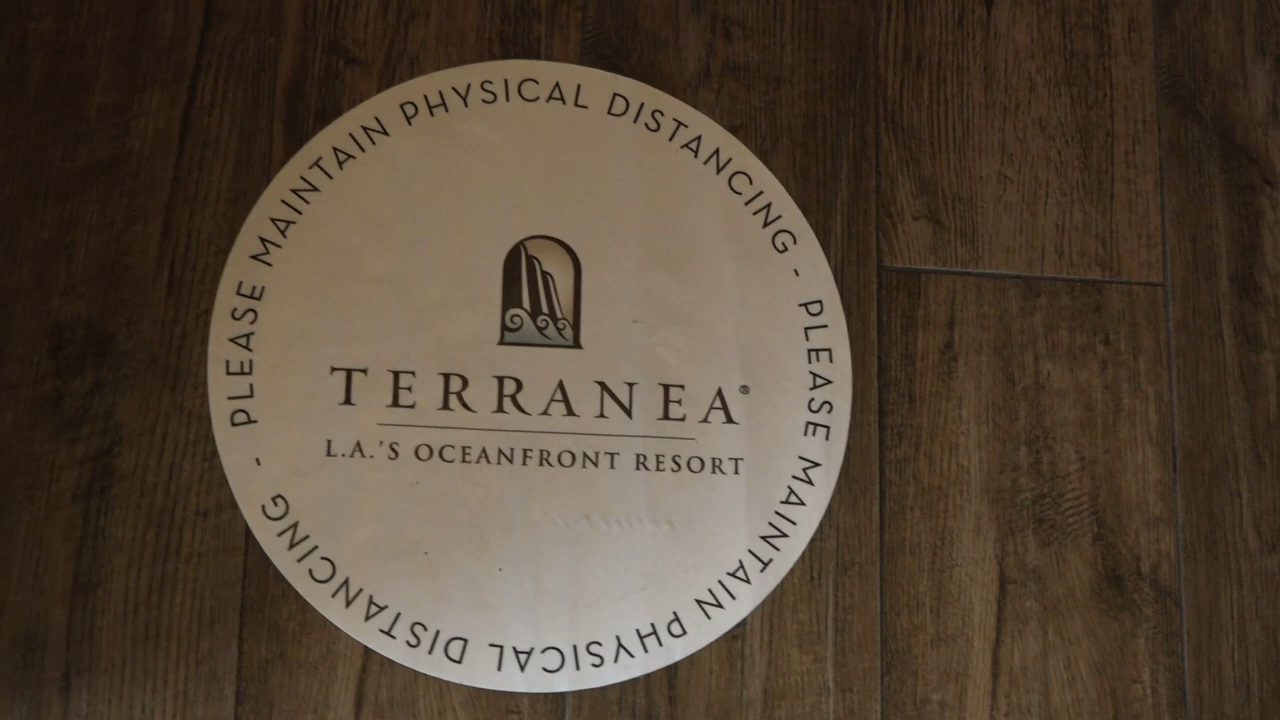 PLEASE MAINTAIN PHYSICAL DISTANCING - PLEASE MAINTAIN PHYSICAL DISTANCING -
TERRANEA®
L.A.'S OCEANFRONT RESORT